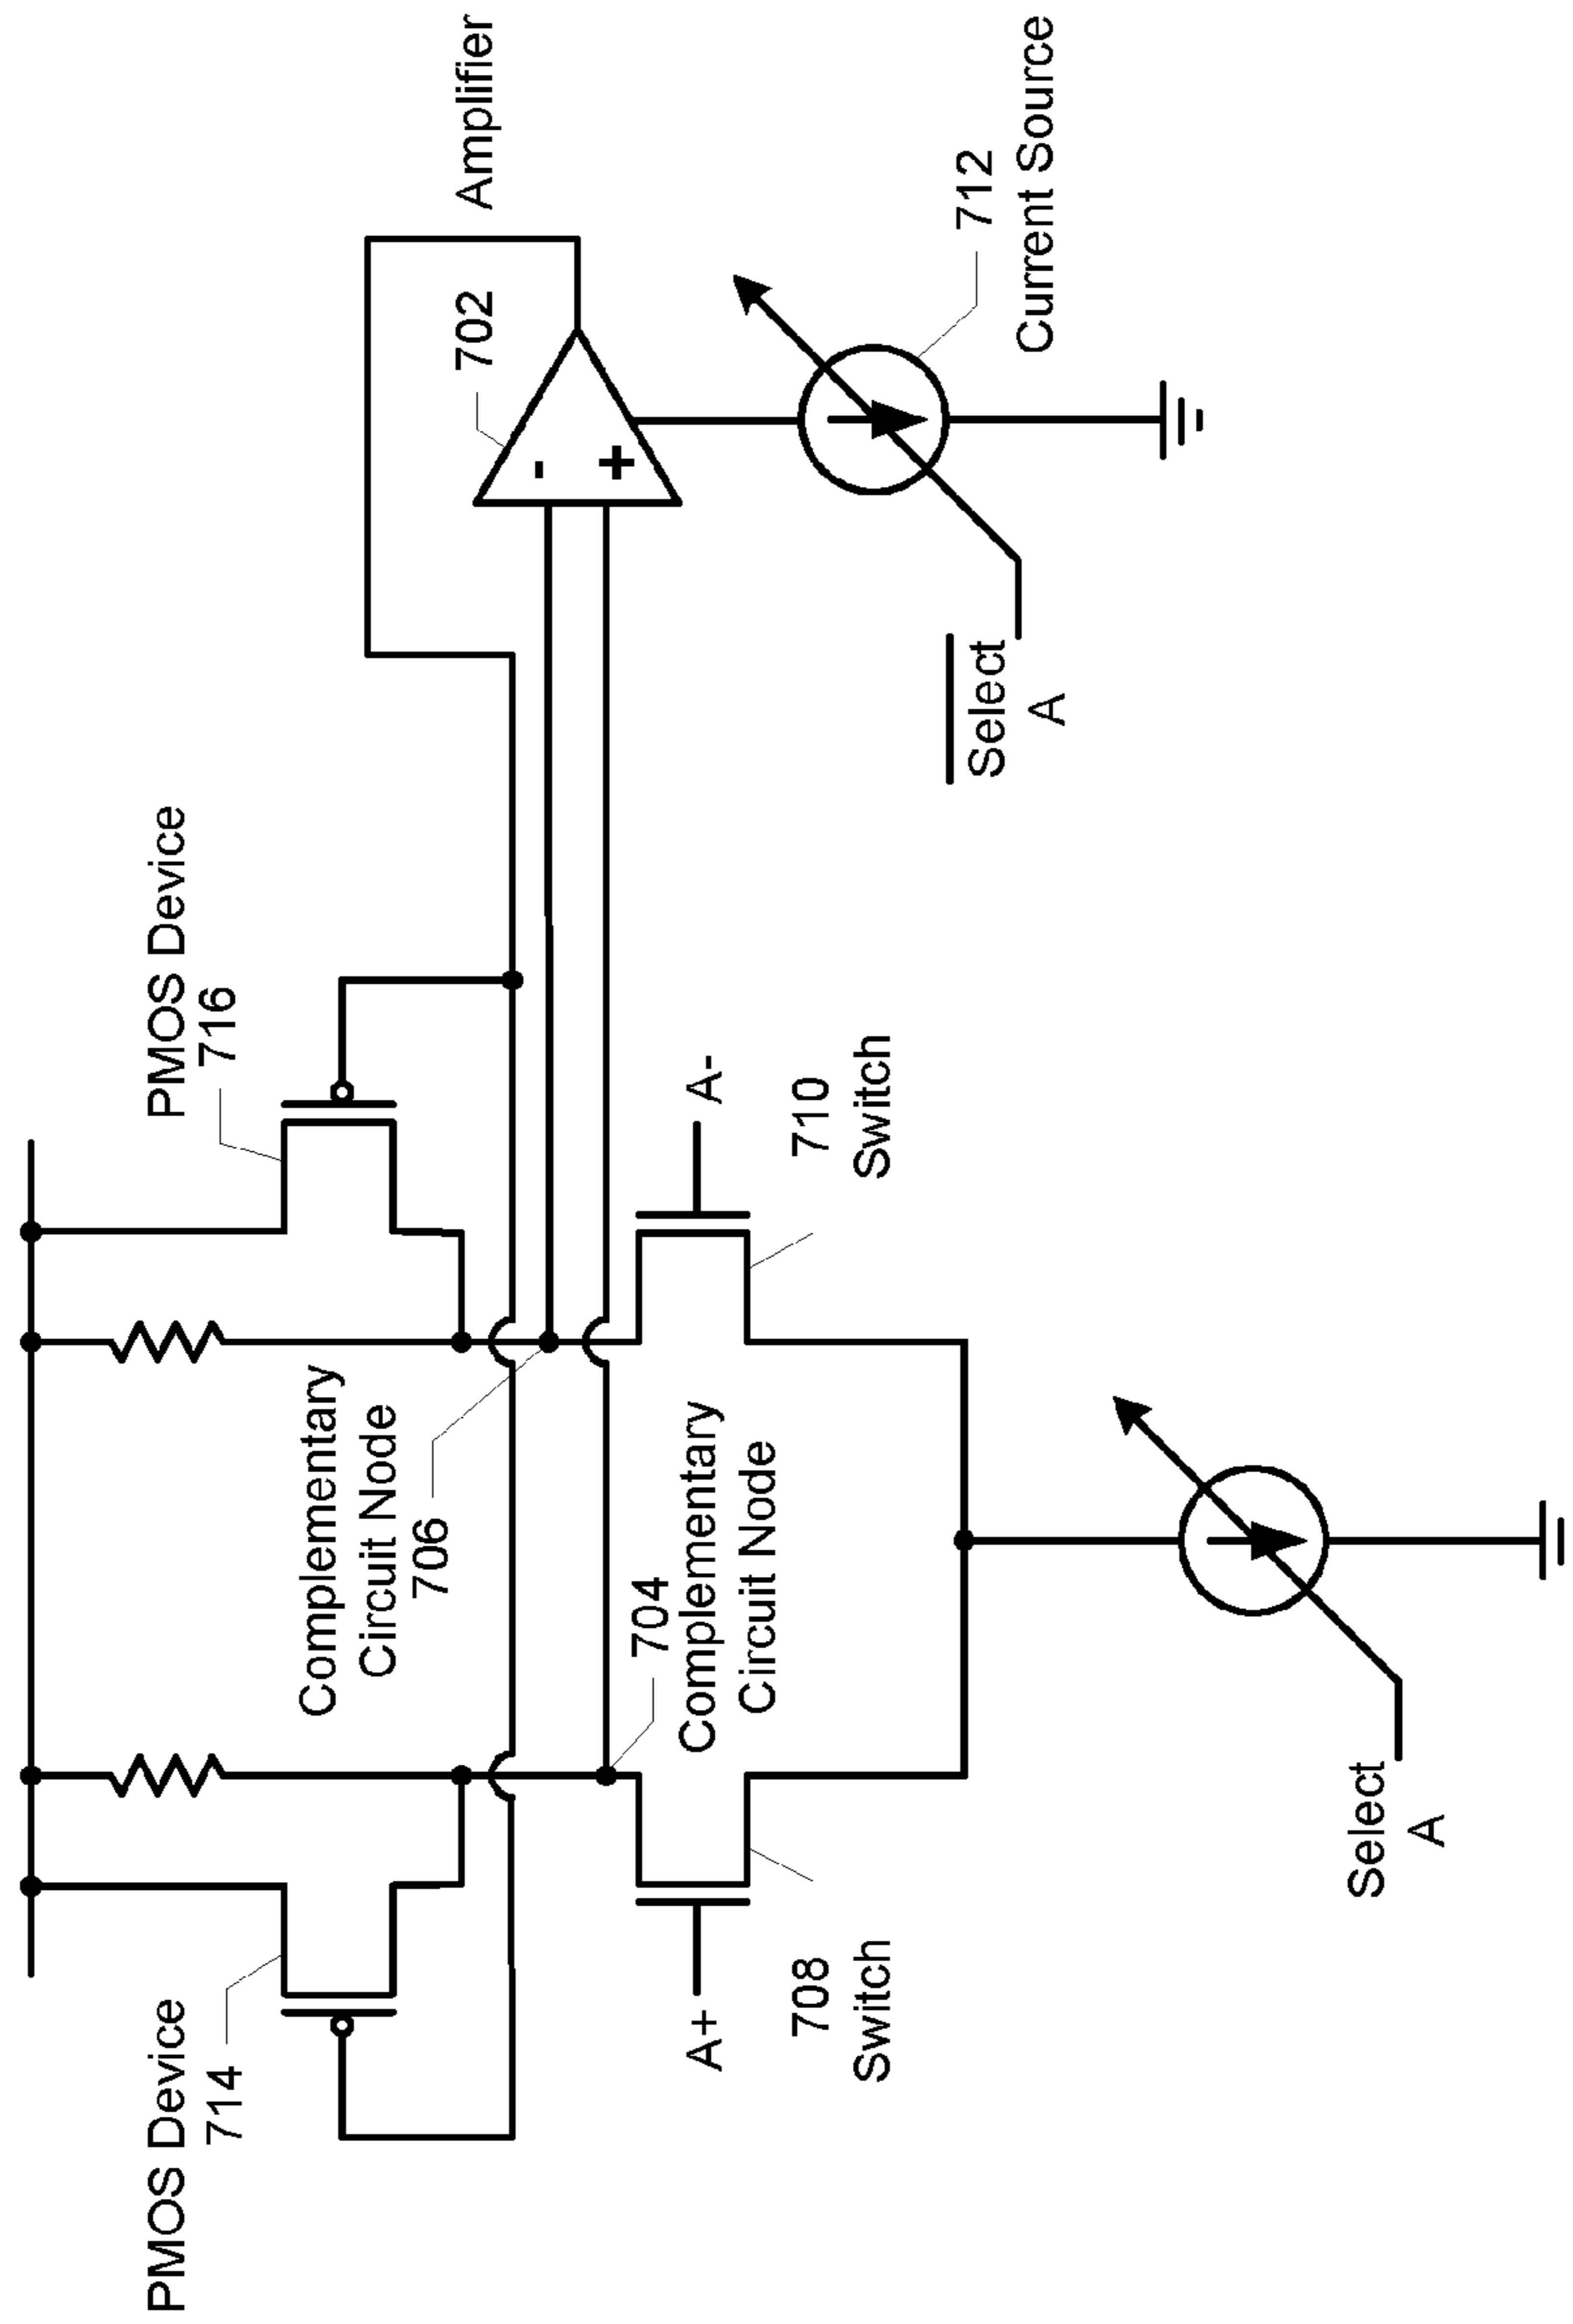 PMOS Device
714
PMOS Device
716
Complementary
Circuit Node
706
704
Complementary
Circuit Node
A+
A-
708
Switch
710
Switch
702
Amplifier
-
+
712
Current Source
Select
A
Select
A